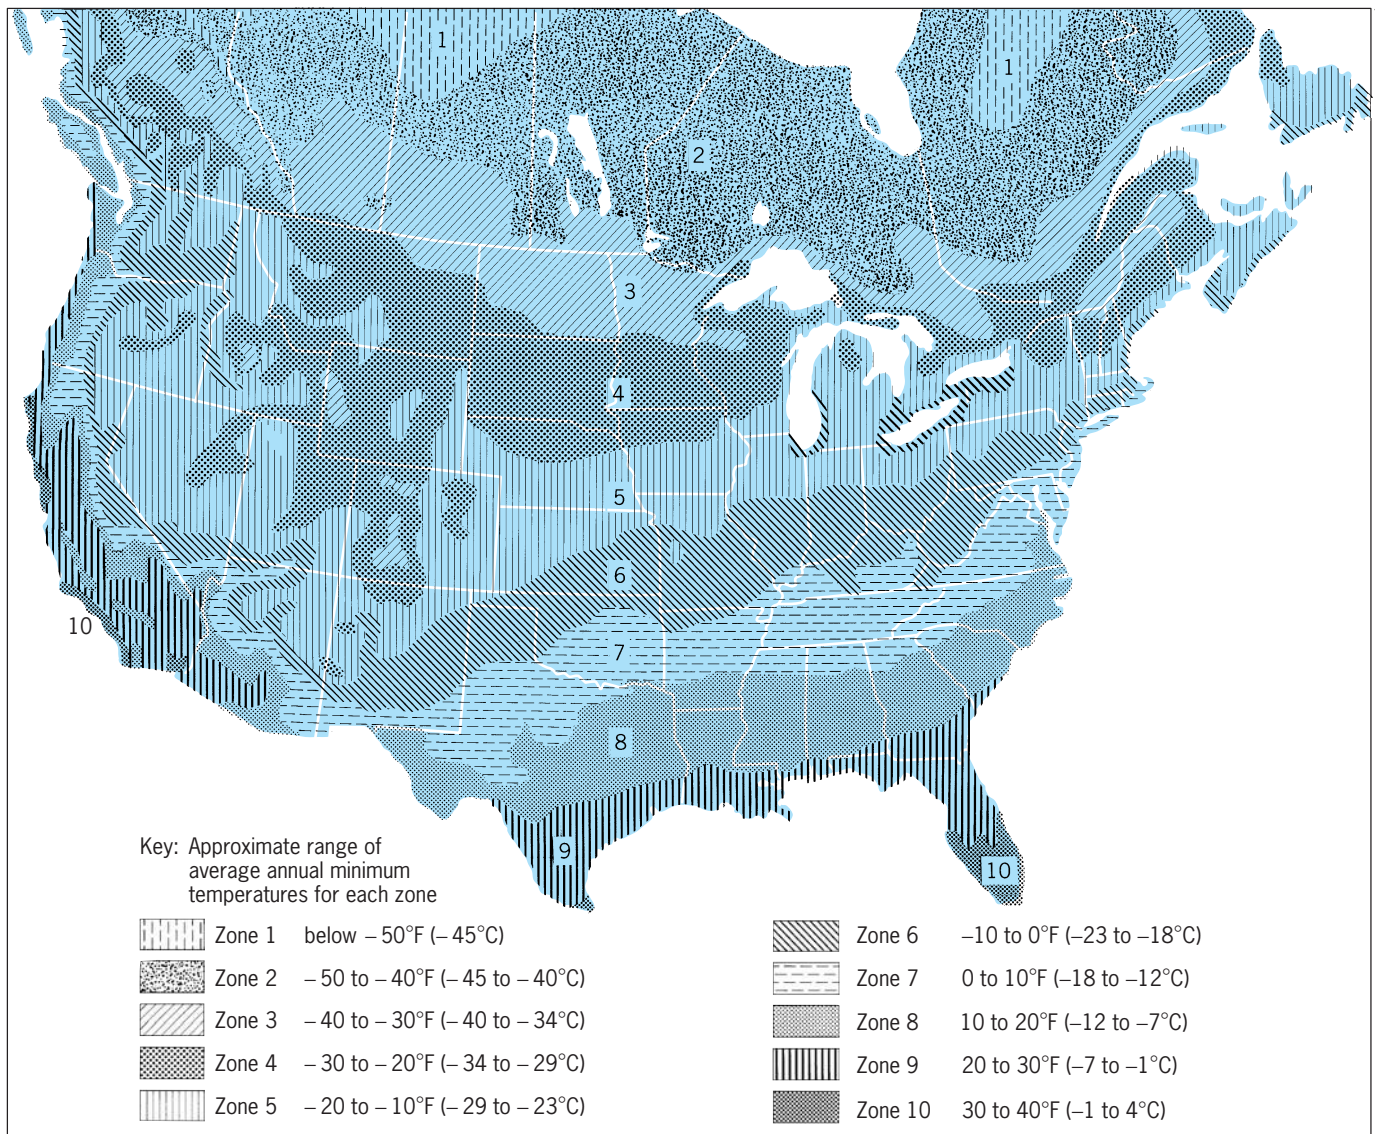 1
1
2
3
4
5
6
10
7
8
9
10
Key: Approximate range of
average annual minimum
temperatures for each zone
Zone 1 below – 50°F (– 45°C)
Zone 2 – 50 to – 40°F (– 45 to – 40°C)
Zone 3 – 40 to – 30°F (– 40 to – 34°C)
Zone 4 – 30 to – 20°F (– 34 to – 29°C)
Zone 5 – 20 to – 10°F (– 29 to – 23°C)
Zone 6 –10 to 0°F (–23 to –18°C)
Zone 7 0 to 10°F (–18 to –12°C)
Zone 8 10 to 20°F (–12 to –7°C)
Zone 9 20 to 30°F (–7 to –1°C)
Zone 10 30 to 40°F (–1 to 4°C)